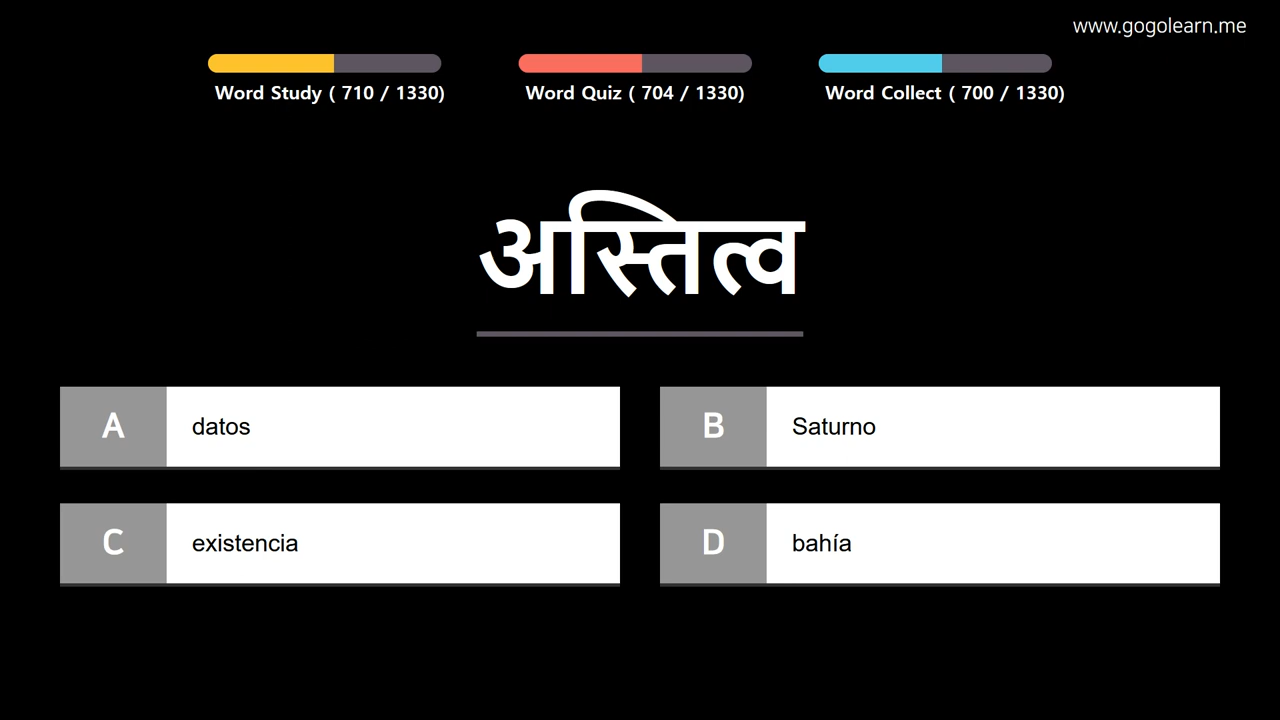 www.gogolearn.me
Word Study ( 710 / 1330)
Word Quiz ( 704 / 1330)
Word Collect ( 700 / 1330)
अस्तित्व
A datos
B Saturno
C existencia
D bahía